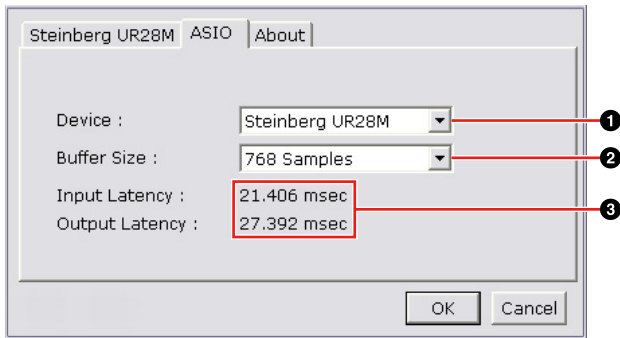 Steinberg UR28M ASIO About
Device : Steinberg UR28M 1
Buffer Size : 768 Samples 2
Input Latency : 21.406 msec
3
Output Latency : 27.392 msec
OK Cancel